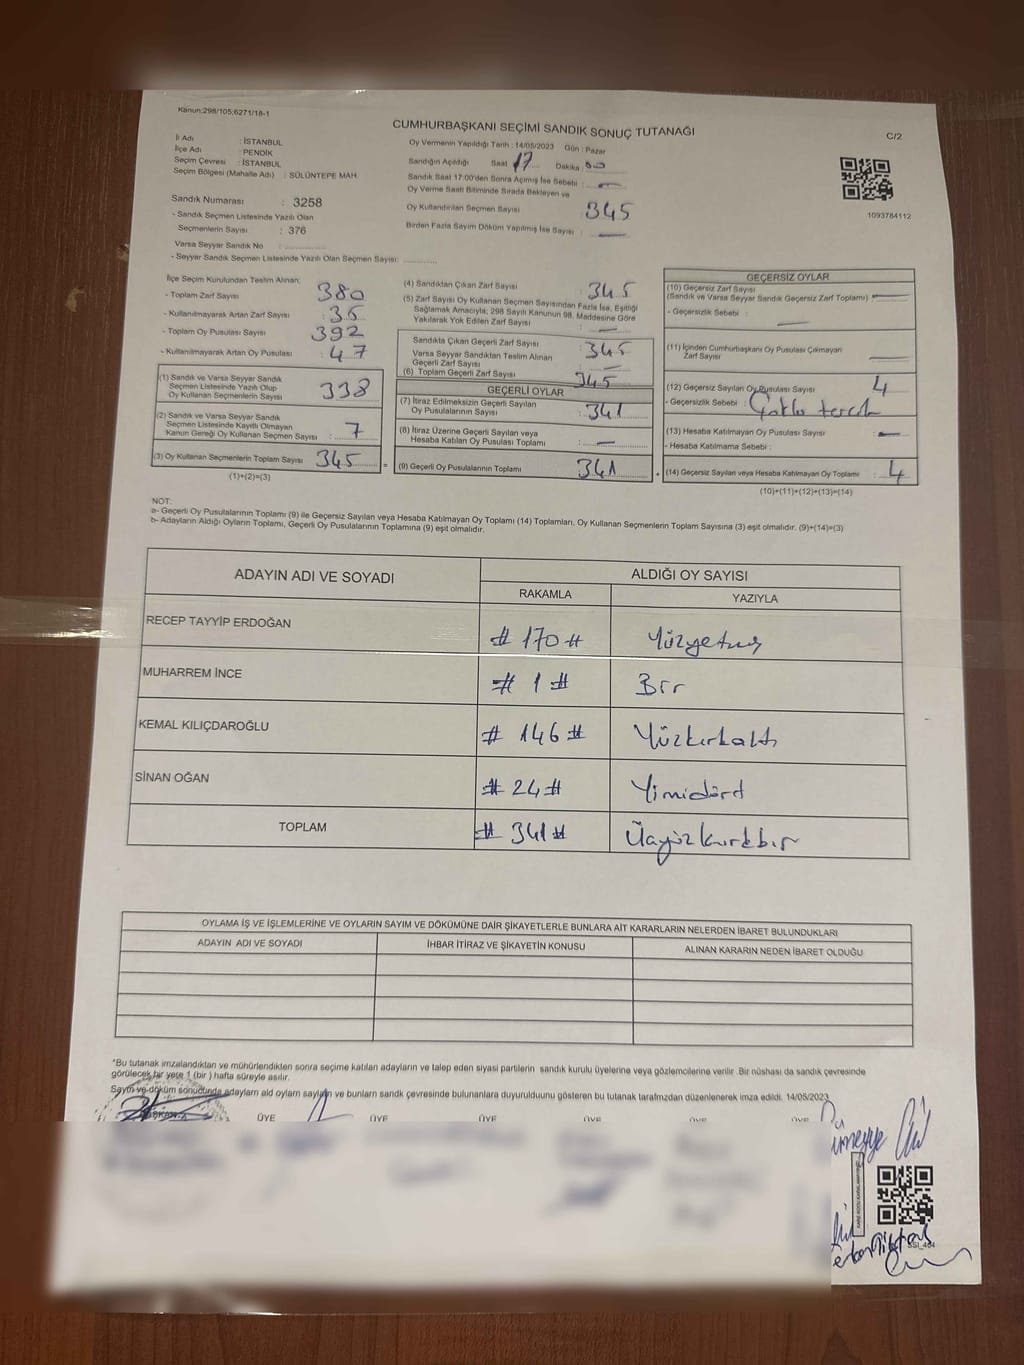 Kanun:298/105;6271/18-1
CUMHURBAŞKANI SEÇİMİ SANDIK SONUÇ TUTANAĞI
C/2
İl Adı : İSTANBUL
İlçe Adı : PENDİK
Seçim Çevresi : İSTANBUL
Seçim Bölgesi (Mahalle Adı) : SÜLÜNTEPE MAH.
Oy Vermenin Yapıldığı Tarih : 14/05/2023 Gün : Pazar
Sandığın Açıldığı Saat 17 Dakika : 00
Sandık Saat 17:00'den Sonra Açılmış İse Sebebi : —
Oy Verme Saati Bitiminde Sırada Bekleyen ve
Oy Kullandırılan Seçmen Sayısı : 345
Birden Fazla Sayım Döküm Yapılmış İse Sayısı : —
1093784112
Sandık Numarası : 3258
- Sandık Seçmen Listesinde Yazılı Olan
Seçmenlerin Sayısı : 376
Varsa Seyyar Sandık No :
- Seyyar Sandık Seçmen Listesinde Yazılı Olan Seçmen Sayısı:
İlçe Seçim Kurulundan Teslim Alınan:
- Toplam Zarf Sayısı : 380
- Kullanılmayarak Artan Zarf Sayısı : 35
- Toplam Oy Pusulası Sayısı : 392
- Kullanılmayarak Artan Oy Pusulası : 47
(1) Sandık ve Varsa Seyyar Sandık
Seçmen Listesinde Yazılı Olup
Oy Kullanan Seçmenlerin Sayısı : 338
(2) Sandık ve Varsa Seyyar Sandık
Seçmen Listesinde Kayıtlı Olmayan
Kanun Gereği Oy Kullanan Seçmen Sayısı : 7
(3) Oy Kullanan Seçmenlerin Toplam Sayısı : 345
(1)+(2)=(3)
(4) Sandıktan Çıkan Zarf Sayısı : 345
(5) Zarf Sayısı Oy Kullanan Seçmen Sayısından Fazla İse, Eşitliği
Sağlamak Amacıyla; 298 Sayılı Kanunun 98. Maddesine Göre
Yakılarak Yok Edilen Zarf Sayısı : —
Sandıkta Çıkan Geçerli Zarf Sayısı : 345
Varsa Seyyar Sandıktan Teslim Alınan
Geçerli Zarf Sayısı : —
(6) Toplam Geçerli Zarf Sayısı : 345
GEÇERLİ OYLAR
(7) İtiraz Edilmeksizin Geçerli Sayılan
Oy Pusulalarının Sayısı : 341
(8) İtiraz Üzerine Geçerli Sayılan veya
Hesaba Katılan Oy Pusulası Toplamı : —
(9) Geçerli Oy Pusulalarının Toplamı : 341
GEÇERSİZ OYLAR
(10) Geçersiz Zarf Sayısı
(Sandık ve Varsa Seyyar Sandık Geçersiz Zarf Toplamı) : —
- Geçersizlik Sebebi : —
(11) İçinden Cumhurbaşkanı Oy Pusulası Çıkmayan
Zarf Sayısı : —
(12) Geçersiz Sayılan Oy Pusulası Sayısı : 4
- Geçersizlik Sebebi : Çoklu tercih
(13) Hesaba Katılmayan Oy Pusulası Sayısı : —
- Hesaba Katılmama Sebebi :
(14) Geçersiz Sayılan veya Hesaba Katılmayan Oy Toplamı : 4
(10)+(11)+(12)+(13)=(14)
NOT:
a- Geçerli Oy Pusulalarının Toplamı (9) ile Geçersiz Sayılan veya Hesaba Katılmayan Oy Toplamı (14) Toplamları, Oy Kullanan Seçmenlerin Toplam Sayısına (3) eşit olmalıdır. (9)+(14)=(3)
b- Adayların Aldığı Oyların Toplamı, Geçerli Oy Pusulalarının Toplamına (9) eşit olmalıdır.
ADAYIN ADI VE SOYADI
ALDIĞI OY SAYISI
RAKAMLA YAZIYLA
RECEP TAYYİP ERDOĞAN # 170 # Yüzyetmiş
MUHARREM İNCE # 1 # Bir
KEMAL KILIÇDAROĞLU # 146 # Yüzkırkaltı
SİNAN OĞAN # 24 # Yirmidört
TOPLAM # 341 # Üçyüzkırkbir
OYLAMA İŞ VE İŞLEMLERİNE VE OYLARIN SAYIM VE DÖKÜMÜNE DAİR ŞİKAYETLERLE BUNLARA AİT KARARLARIN NELERDEN İBARET BULUNDUKLARI
ADAYIN ADI VE SOYADI İHBAR İTİRAZ VE ŞİKAYETİN KONUSU ALINAN KARARIN NEDEN İBARET OLDUĞU
*Bu tutanak imzalandıktan ve mühürlendikten sonra seçime katılan adayların ve talep eden siyasi partilerin sandık kurulu üyelerine veya gözlemcilerine verilir. Bir nüshası da sandık çevresinde
görülecek bir yere 1 (bir) hafta süreyle asılır.
Sayım ve döküm sonucunda adayların aldıkları oyların sayıları ve bunların sandık çevresinde bulunanlara duyurulduğunu gösteren bu tutanak tarafımızdan düzenlenerek imza edildi. 14/05/2023
BAŞKAN ÜYE ÜYE ÜYE ÜYE ÜYE ÜYE